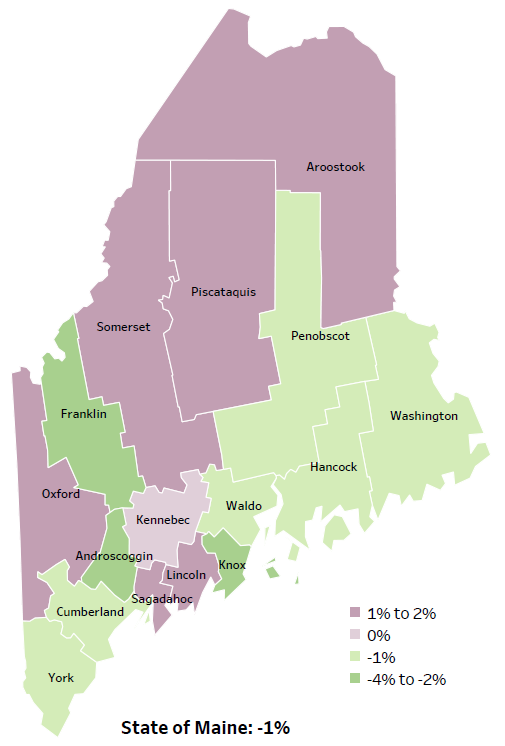 Aroostook
Piscataquis
Somerset
Penobscot
Franklin
Washington
Hancock
Oxford
Waldo
Kennebec
Androscoggin
Knox
Lincoln
Sagadahoc
Cumberland
York
1% to 2%
0%
-1%
-4% to -2%
State of Maine: -1%